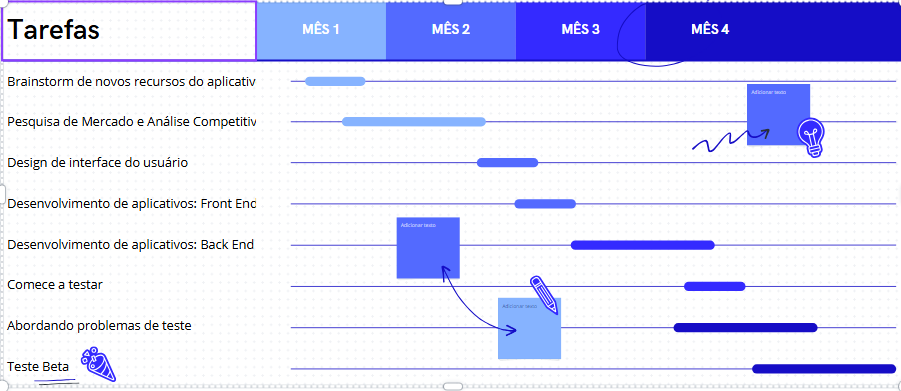 Tarefas
MÊS 1
MÊS 2
MÊS 3
MÊS 4
Brainstorm de novos recursos do aplicativ
Adicionar texto
Pesquisa de Mercado e Análise Competitiv
Design de interface do usuário
Desenvolvimento de aplicativos: Front End
Adicionar texto
Desenvolvimento de aplicativos: Back End
Comece a testar
Adicionar texto
Abordando problemas de teste
Teste Beta